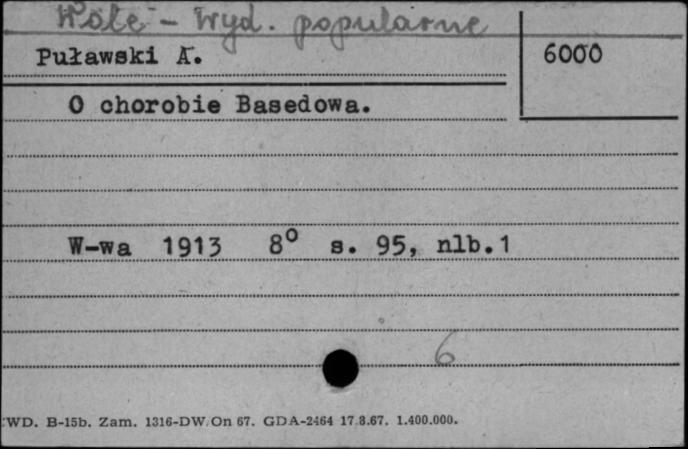 Wole - Wyd. popularne
Puławski A.
6000
O chorobie Basedowa.
W-wa 1913 8⁰ s. 95, nlb.1
6
WD. B-15b. Zam. 1316-DW/On 67. GDA-2464 17.8.67. 1.400.000.